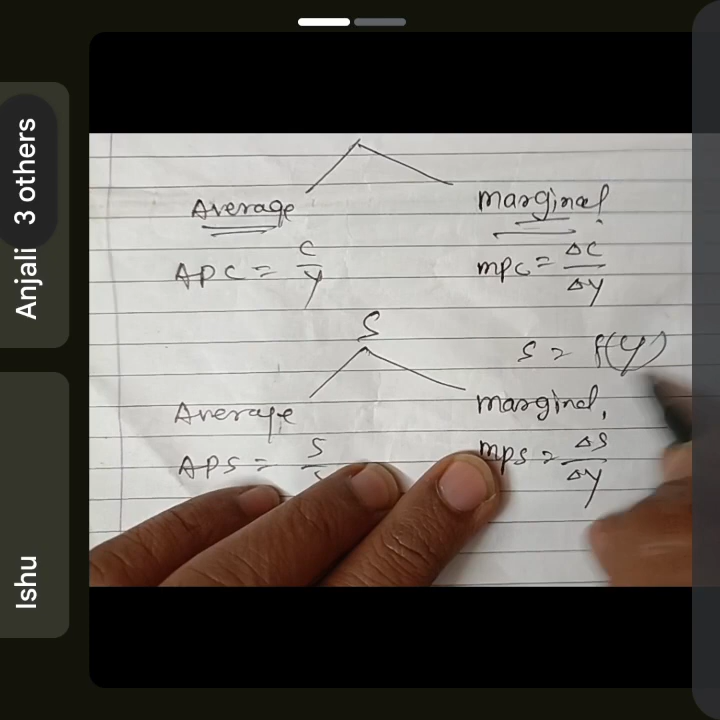 Anjali 3 others
Ishu
Average marginal
APC = C/Y mpc = ΔC/ΔY
S
S = f(Y)
Average marginal,
APS = S/ mps = ΔS/ΔY